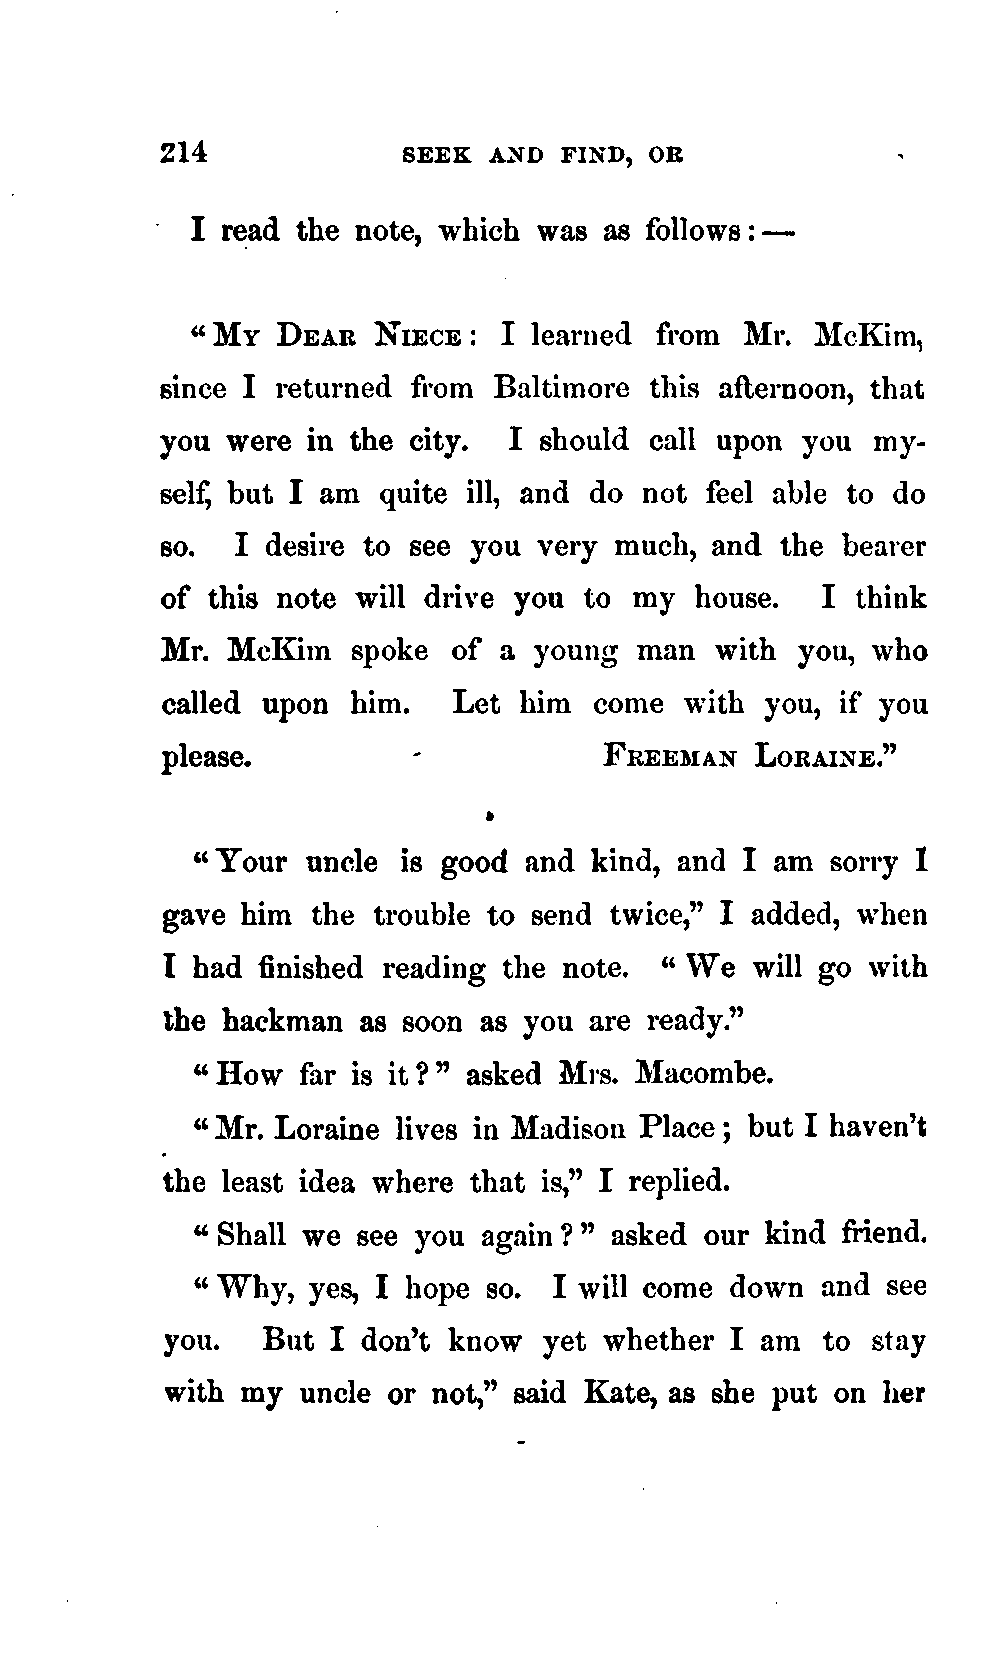 214 SEEK AND FIND, OR
I read the note, which was as follows: —
“My Dear Niece: I learned from Mr. McKim,
since I returned from Baltimore this afternoon, that
you were in the city. I should call upon you my-
self, but I am quite ill, and do not feel able to do
so. I desire to see you very much, and the bearer
of this note will drive you to my house. I think
Mr. McKim spoke of a young man with you, who
called upon him. Let him come with you, if you
please. Freeman Loraine.”
“Your uncle is good and kind, and I am sorry I
gave him the trouble to send twice,” I added, when
I had finished reading the note. “We will go with
the hackman as soon as you are ready.”
“How far is it?” asked Mrs. Macombe.
“Mr. Loraine lives in Madison Place; but I haven’t
the least idea where that is,” I replied.
“Shall we see you again?” asked our kind friend.
“Why, yes, I hope so. I will come down and see
you. But I don’t know yet whether I am to stay
with my uncle or not,” said Kate, as she put on her